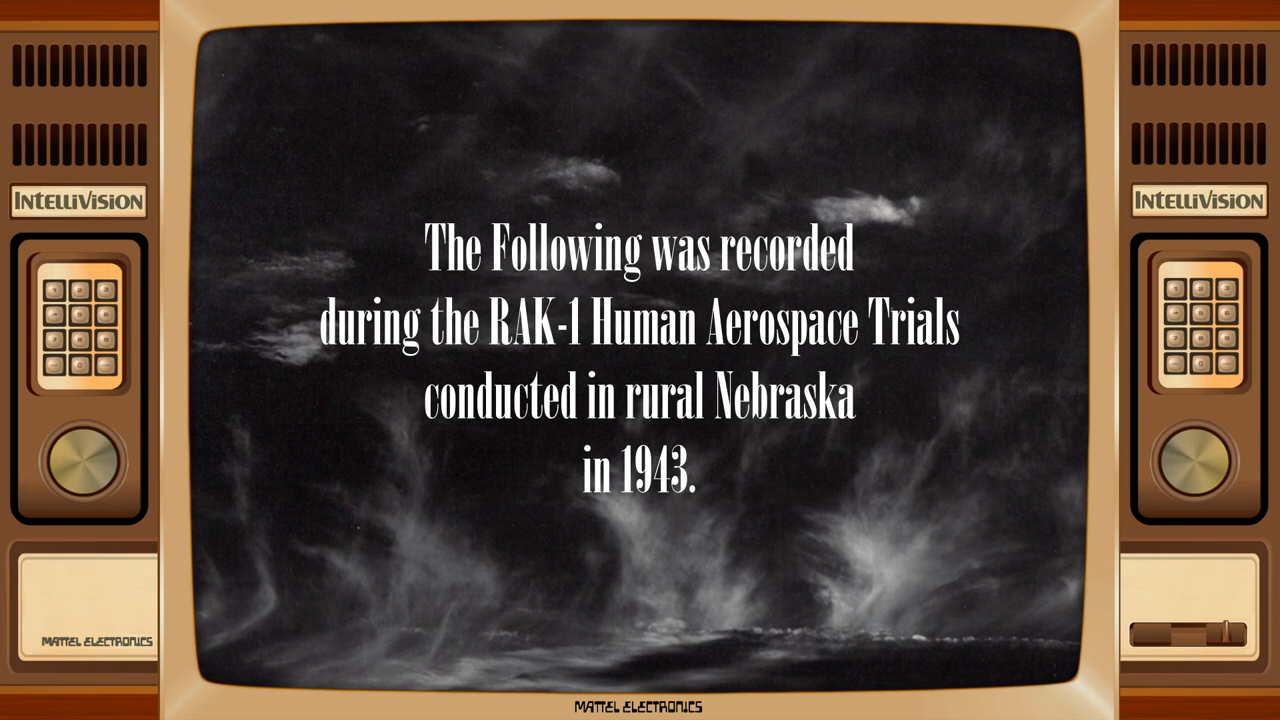 INTELLIVISION
INTELLIVISION
The Following was recorded
during the RAK-1 Human Aerospace Trials
conducted in rural Nebraska
in 1943.
MATTEL ELECTRONICS
MATTEL ELECTRONICS